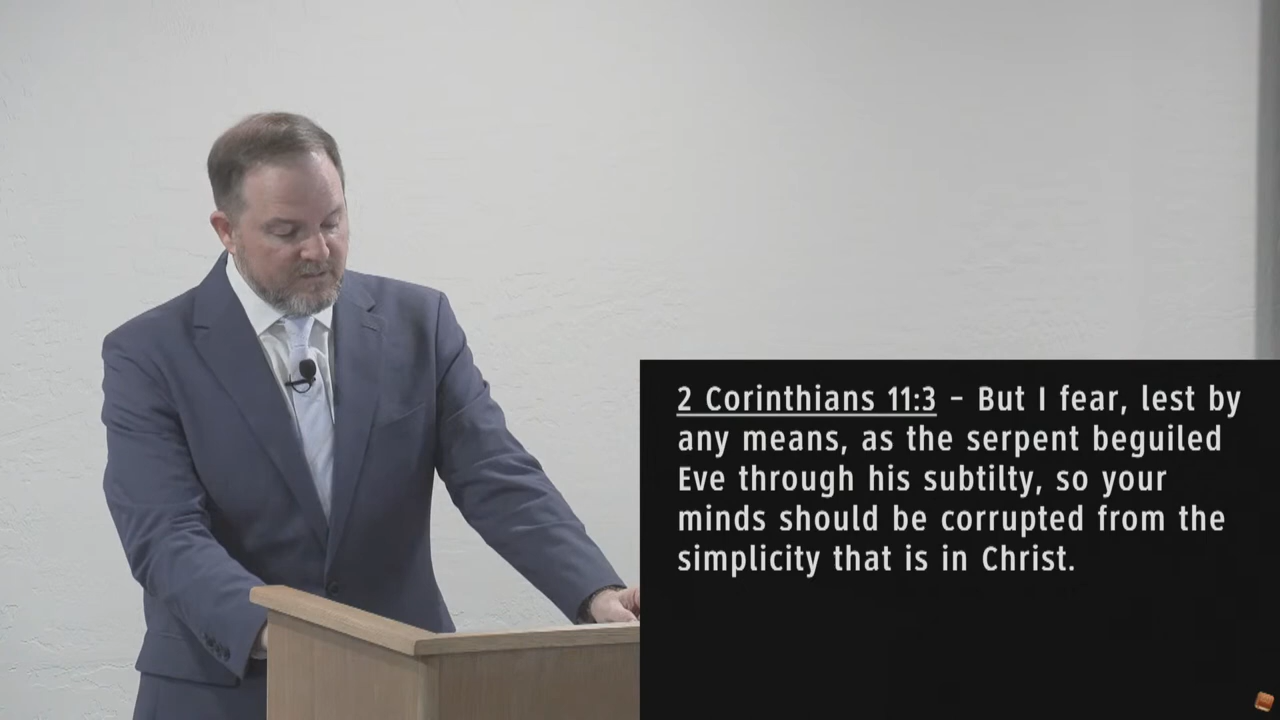 2 Corinthians 11:3 – But I fear, lest by
any means, as the serpent beguiled
Eve through his subtilty, so your
minds should be corrupted from the
simplicity that is in Christ.